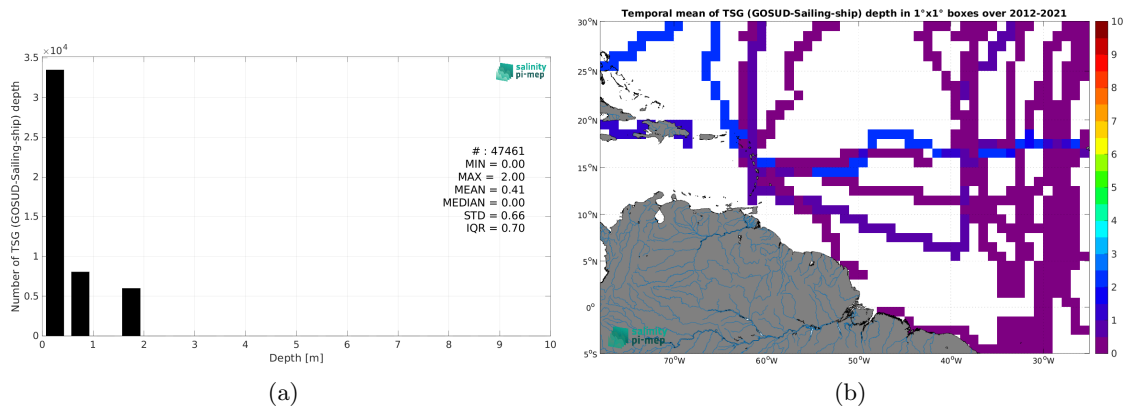 ×10⁴
3.5
3
2.5
2
1.5
1
0.5
0
Number of TSG (GOSUD-Sailing-ship) depth
0 1 2 3 4 5 6 7 8 9 10
Depth [m]
salinity
pi-mep
# : 47461
MIN = 0.00
MAX = 2.00
MEAN = 0.41
MEDIAN = 0.00
STD = 0.66
IQR = 0.70
(a)
Temporal mean of TSG (GOSUD-Sailing-ship) depth in 1°x1° boxes over 2012-2021
30°N
25°N
20°N
15°N
10°N
5°N
0°
5°S
70°W 60°W 50°W 40°W 30°W
salinity
pi-mep
10
9
8
7
6
5
4
3
2
1
0
(b)